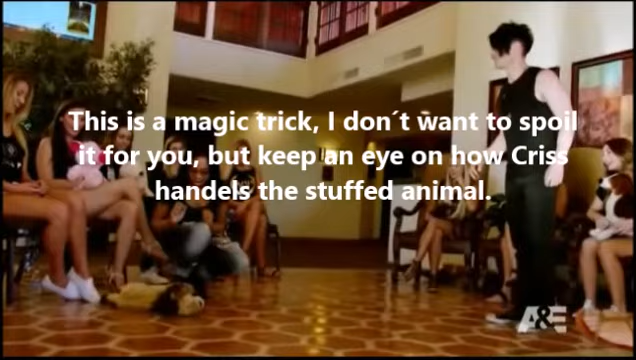 This is a magic trick, I don´t want to spoil
it for you, but keep an eye on how Criss
handels the stuffed animal.
A&E